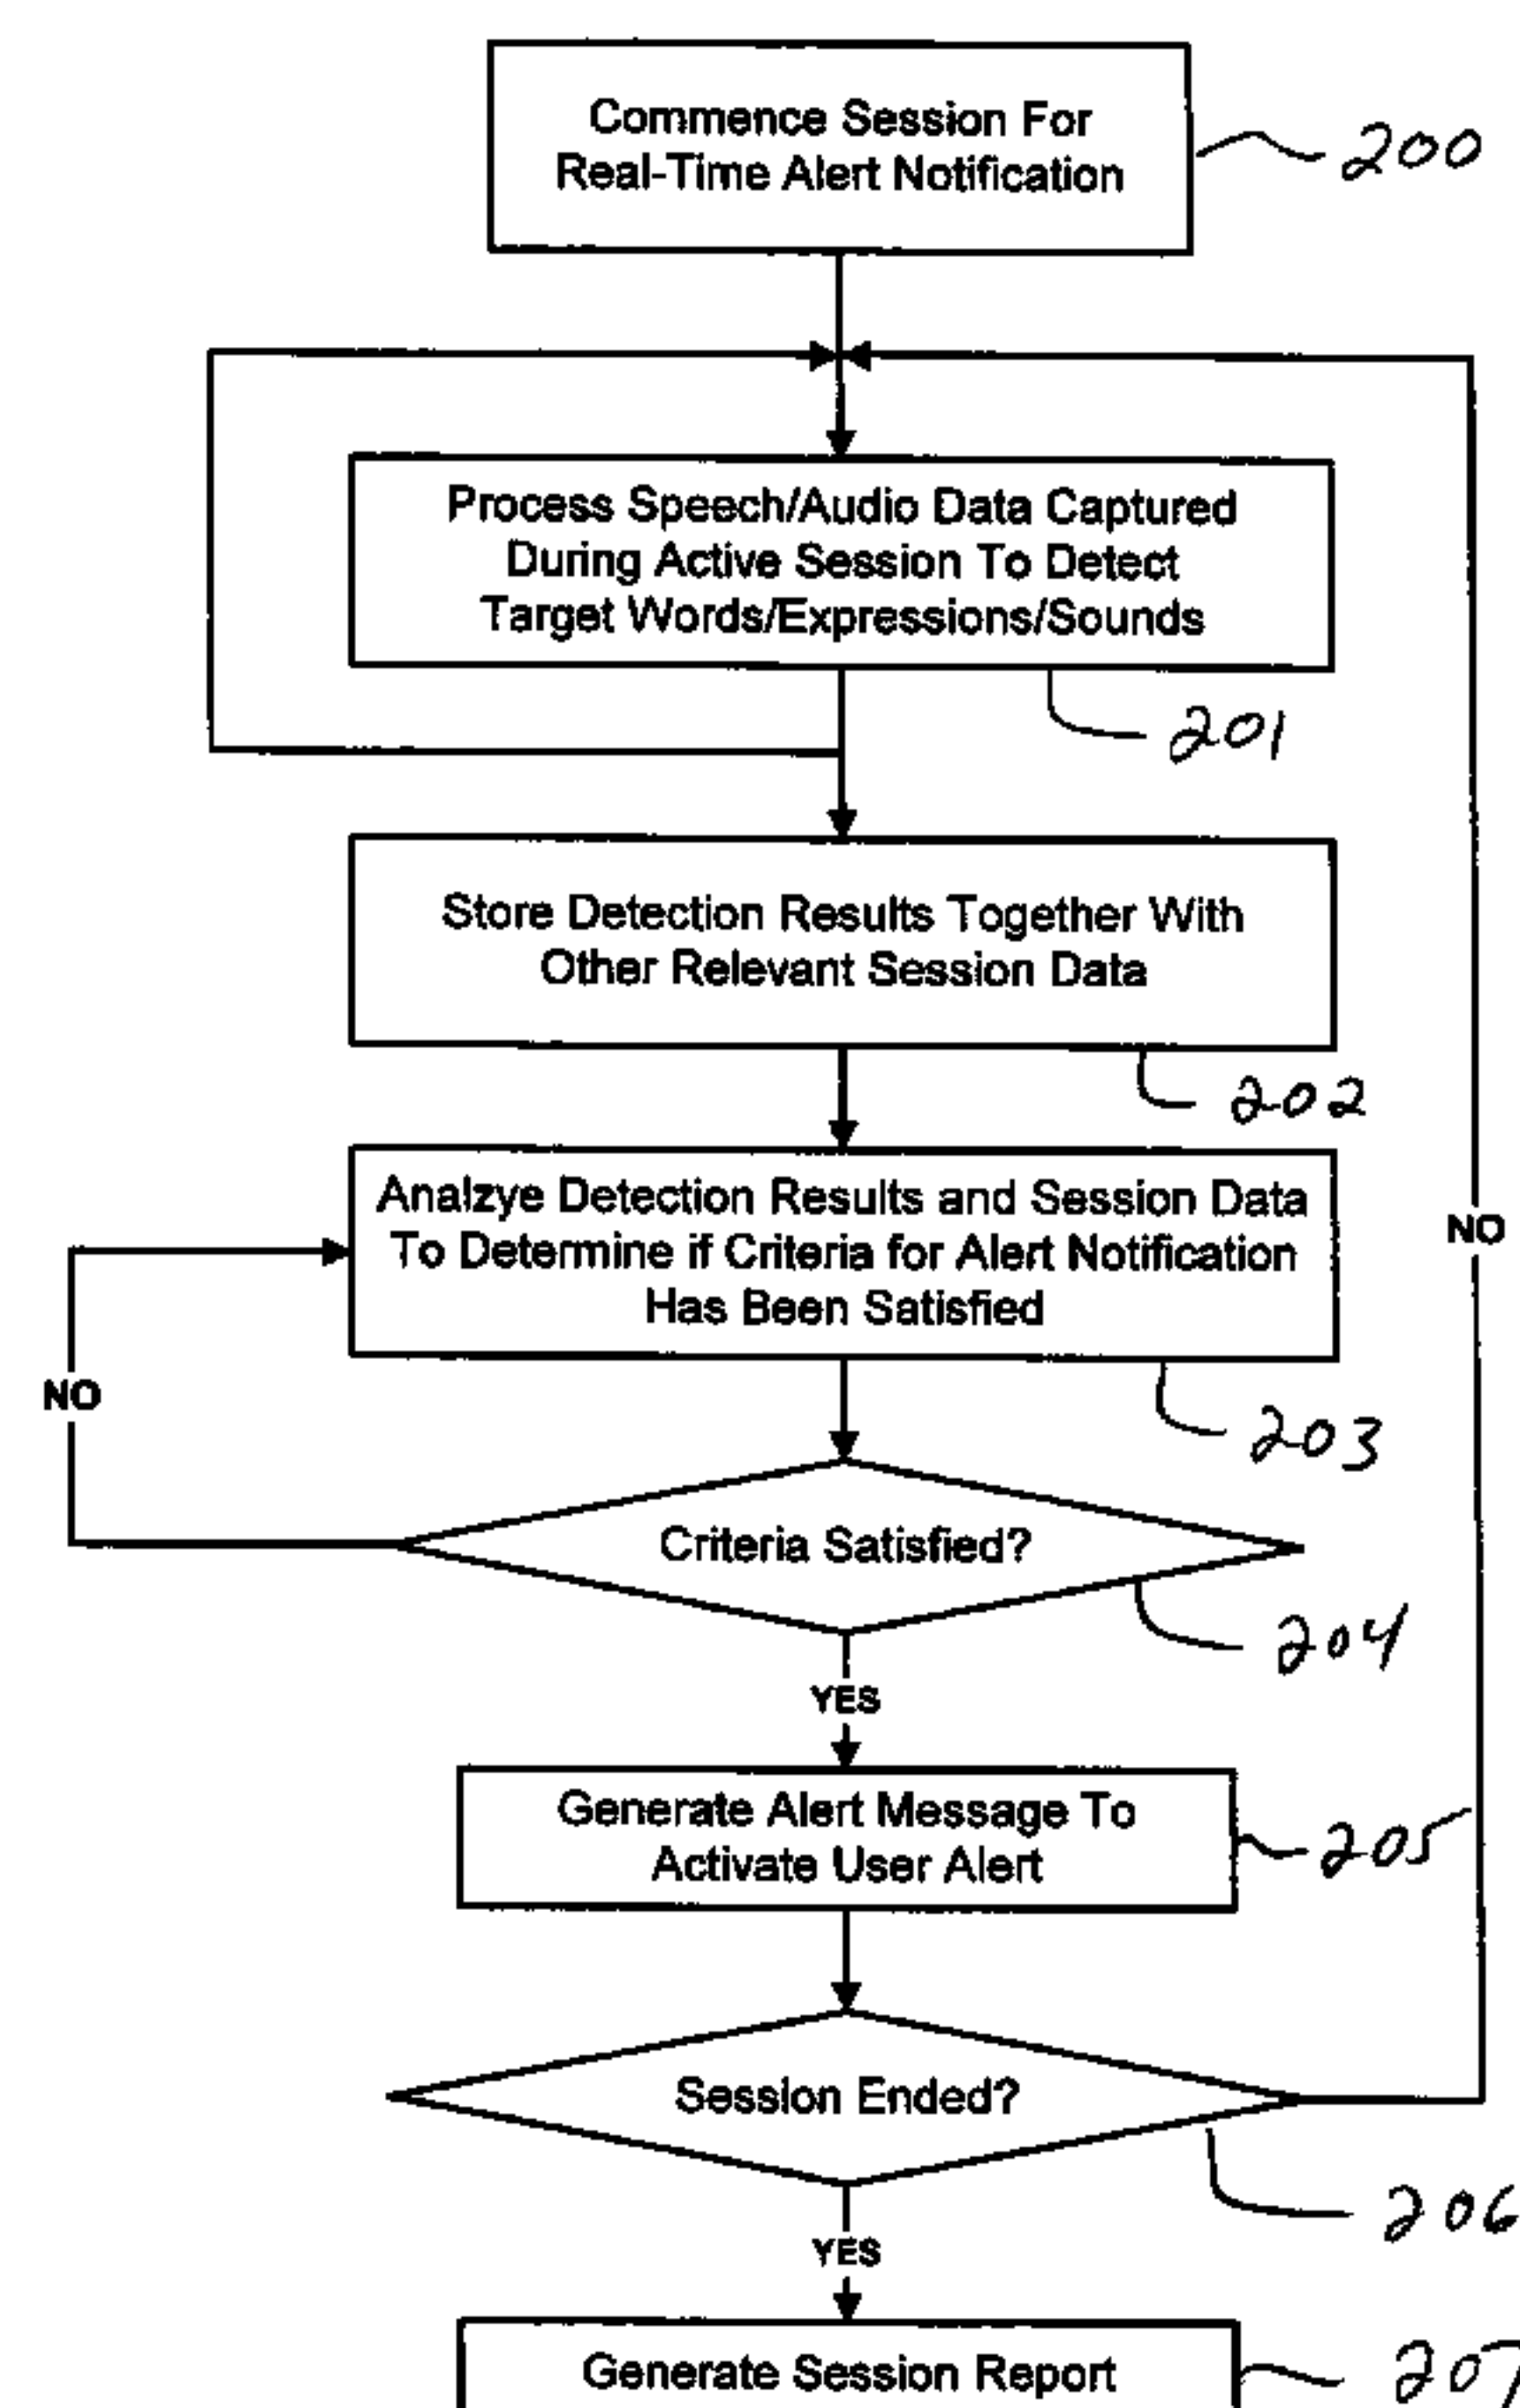 Commence Session For
Real-Time Alert Notification
200
Process Speech/Audio Data Captured
During Active Session To Detect
Target Words/Expressions/Sounds
201
Store Detection Results Together With
Other Relevant Session Data
202
Analzye Detection Results and Session Data
To Determine if Criteria for Alert Notification
Has Been Satisfied
NO
NO
203
Criteria Satisfied?
204
YES
Generate Alert Message To
Activate User Alert
205
Session Ended?
206
YES
Generate Session Report
207